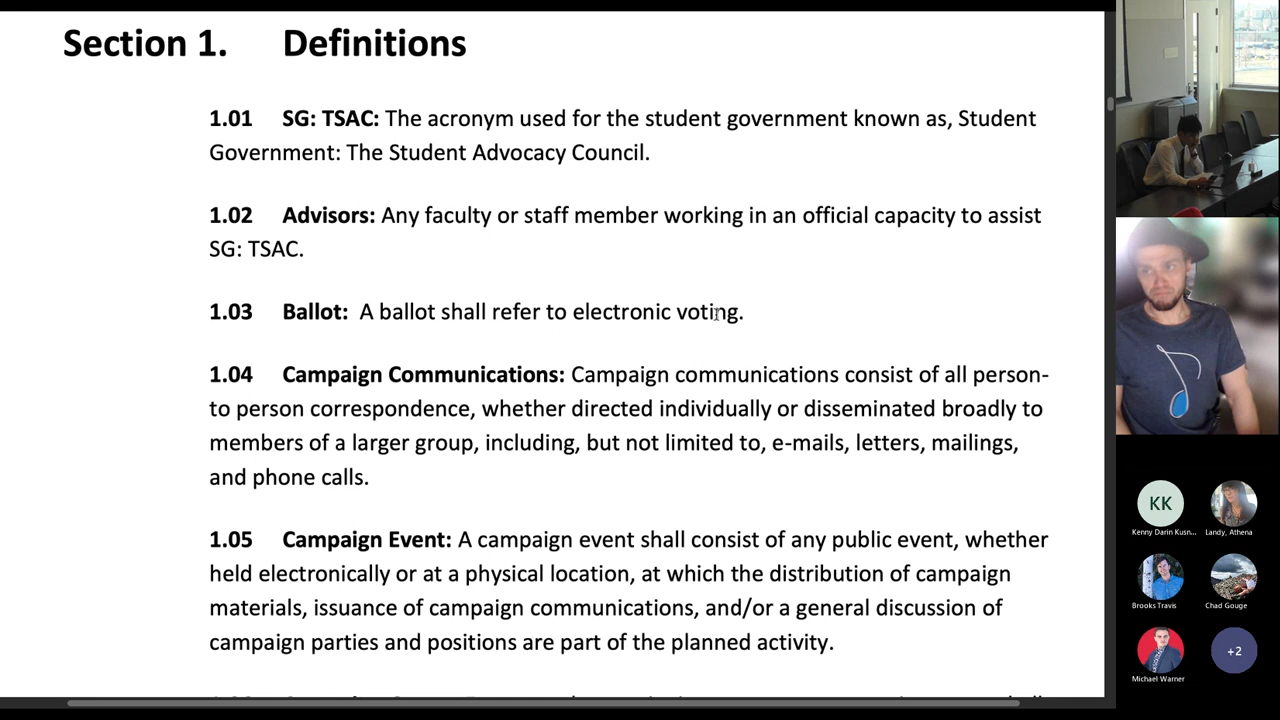 Section 1. Definitions
1.01 SG: TSAC: The acronym used for the student government known as, Student
Government: The Student Advocacy Council.
1.02 Advisors: Any faculty or staff member working in an official capacity to assist
SG: TSAC.
1.03 Ballot: A ballot shall refer to electronic voting.
1.04 Campaign Communications: Campaign communications consist of all person-
to person correspondence, whether directed individually or disseminated broadly to
members of a larger group, including, but not limited to, e-mails, letters, mailings,
and phone calls.
1.05 Campaign Event: A campaign event shall consist of any public event, whether
held electronically or at a physical location, at which the distribution of campaign
materials, issuance of campaign communications, and/or a general discussion of
campaign parties and positions are part of the planned activity.
KK
Kenny Darin Kusn...
Landy, Athena
Brooks Travis
Chad Gouge
Michael Warner
+2